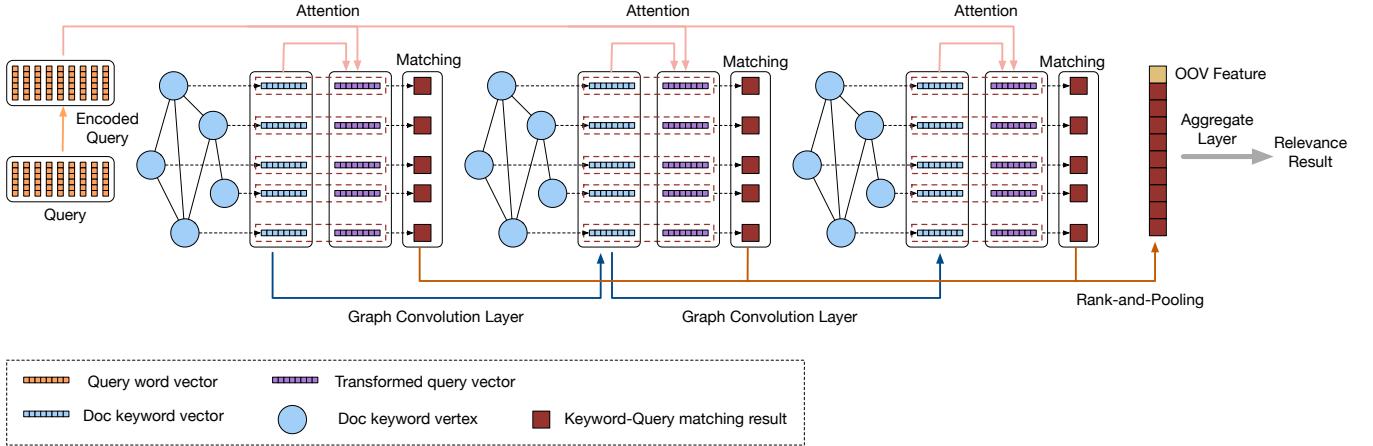 Attention
Attention
Attention
Matching
Matching
Matching
OOV Feature
Encoded
Query
Aggregate
Layer
Relevance
Result
Query
Rank-and-Pooling
Graph Convolution Layer
Graph Convolution Layer
Query word vector
Transformed query vector
Doc keyword vector
Doc keyword vertex
Keyword-Query matching result